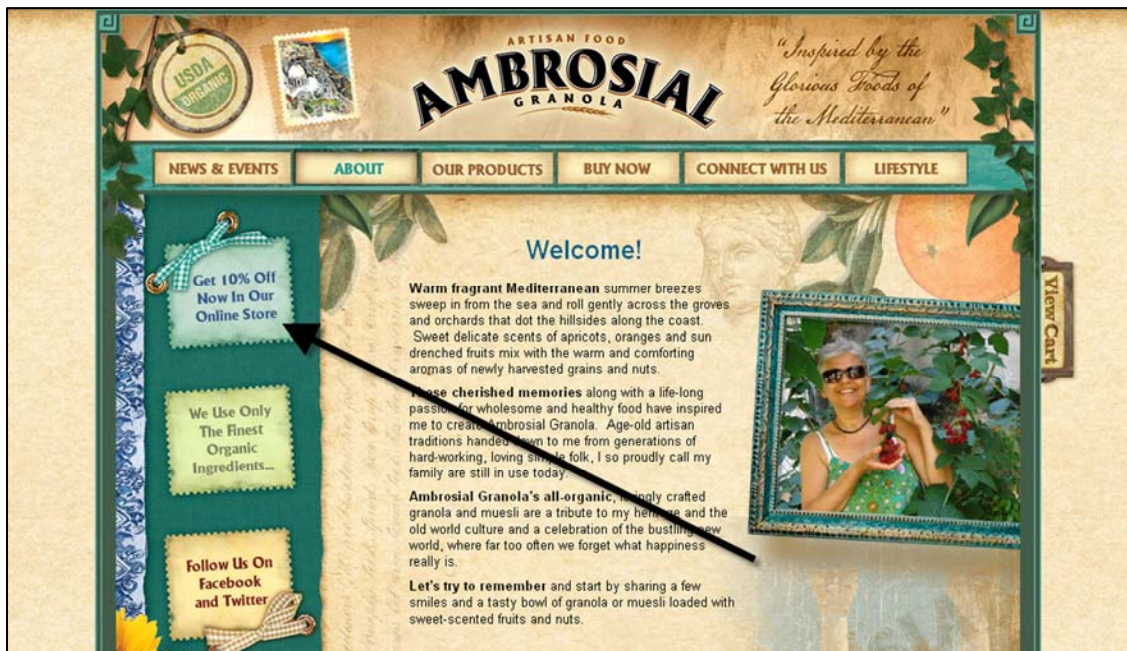 USDA
ORGANIC
ARTISAN FOOD
AMBROSIAL
GRANOLA
"Inspired by the
Glorious Foods of
the Mediterranean"
NEWS & EVENTS
ABOUT
OUR PRODUCTS
BUY NOW
CONNECT WITH US
LIFESTYLE
Get 10% Off
Now In Our
Online Store
We Use Only
The Finest
Organic
Ingredients...
Follow Us On
Facebook
and Twitter
Welcome!
Warm fragrant Mediterranean summer breezes
sweep in from the sea and roll gently across the groves
and orchards that dot the hillsides along the coast.
Sweet delicate scents of apricots, oranges and sun
drenched fruits mix with the warm and comforting
aromas of newly harvested grains and nuts.
These cherished memories along with a life-long
passion for wholesome and healthy food have inspired
me to create Ambrosial Granola. Age-old artisan
traditions handed down to me from generations of
hard-working, loving simple folk, I so proudly call my
family are still in use today.
Ambrosial Granola's all-organic, lovingly crafted
granola and muesli are a tribute to my heritage and the
old world culture and a celebration of the bustling new
world, where far too often we forget what happiness
really is.
Let's try to remember and start by sharing a few
smiles and a tasty bowl of granola or muesli loaded with
sweet-scented fruits and nuts.
View Cart